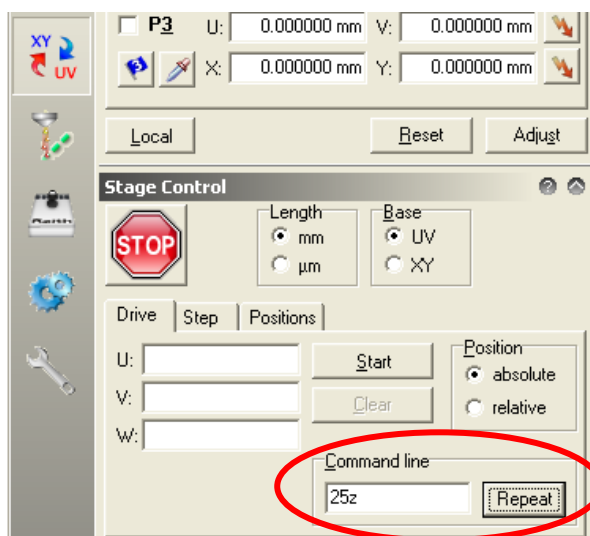 P3 U: 0.000000 mm V: 0.000000 mm
XY
UV
3 X: 0.000000 mm Y: 0.000000 mm
Local Reset Adjust
Stage Control
Raith
STOP
Length Base
mm UV
µm XY
Drive Step Positions
U: Start Position
absolute
V: Clear relative
W:
Command line
25z Repeat